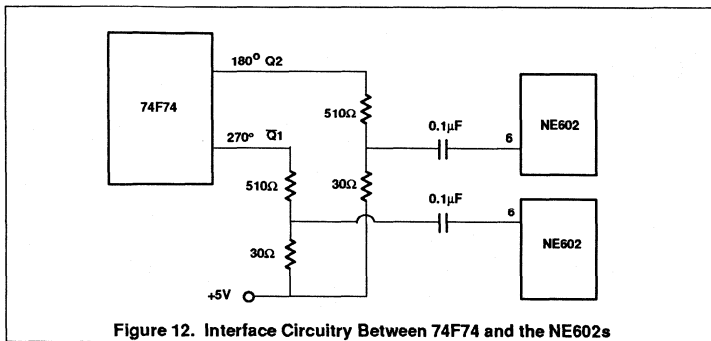 180° Q2
74F74
510Ω
0.1µF
6
NE602
270° Q̅1
510Ω
30Ω
0.1µF
6
NE602
30Ω
+5V
Figure 12. Interface Circuitry Between 74F74 and the NE602s